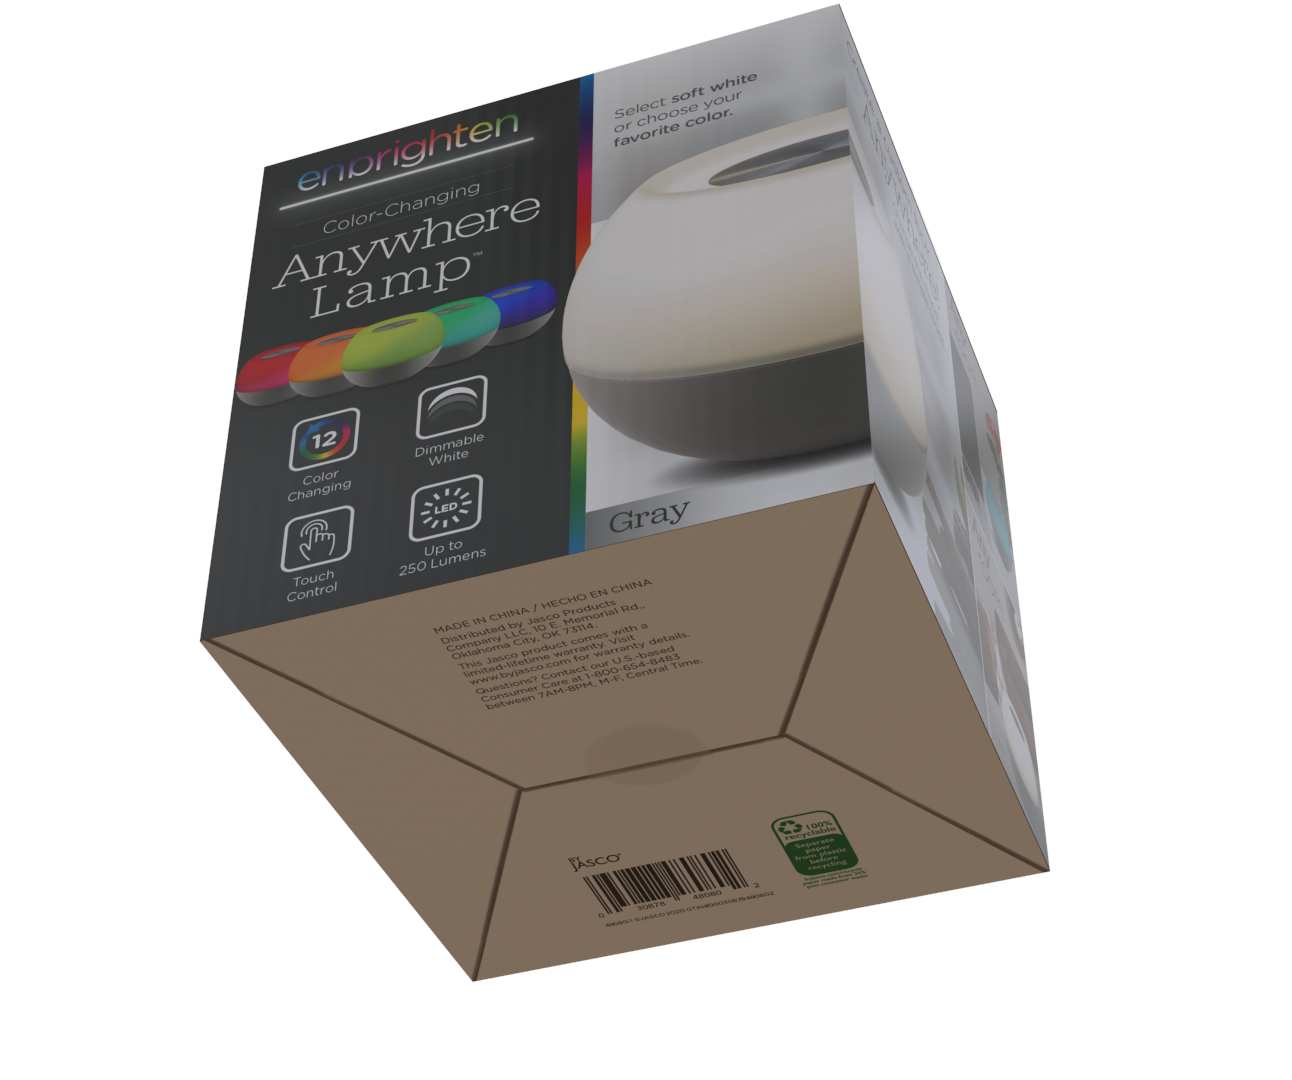 enbrighten
Color-Changing
Anywhere
Lamp™
12
Color
Changing
Dimmable
White
Touch
Control
LED
Up to
250 Lumens
Select soft white
or choose your
favorite color.
Gray
MADE IN CHINA / HECHO EN CHINA
Distributed by Jasco Products
Company LLC, 10 E. Memorial Rd.,
Oklahoma City, OK 73114.
This Jasco product comes with a
limited-lifetime warranty. Visit
www.byjasco.com for warranty details.
Questions? Contact our U.S.-based
Consumer Care at 1-800-654-8483
between 7AM-8PM, M-F, Central Time.
BY
JASCO
0 30878 48080 2
100%
recyclable
Separate
paper
from plastic
before
recycling